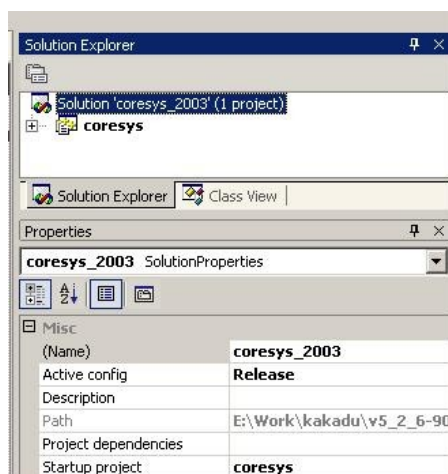 Solution Explorer
Solution 'coresys_2003' (1 project)
coresys
Solution Explorer Class View
Properties
coresys_2003 SolutionProperties
Misc
(Name) coresys_2003
Active config Release
Description
Path E:\Work\kakadu\v5_2_6-90
Project dependencies
Startup project coresys